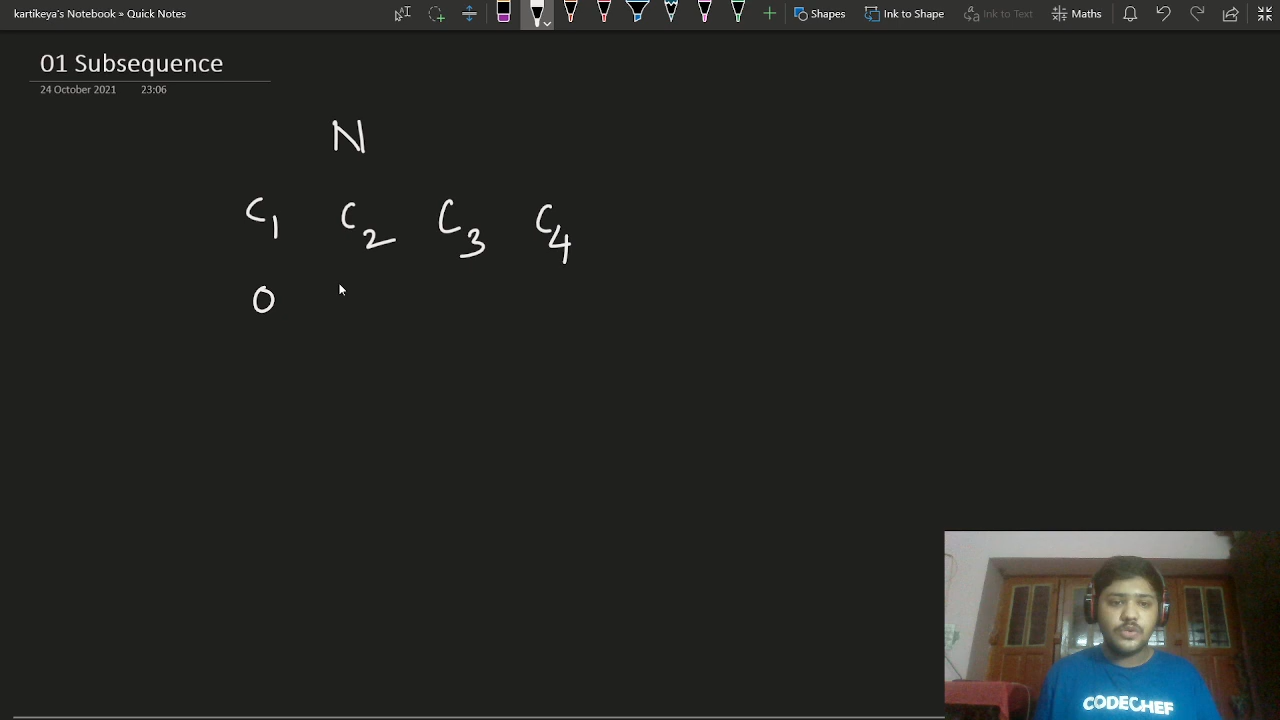 kartikeya's Notebook » Quick Notes
Shapes Ink to Shape Ink to Text Maths
01 Subsequence
24 October 2021 23:06
N
C1 C2 C3 C4
0
CODECHEF